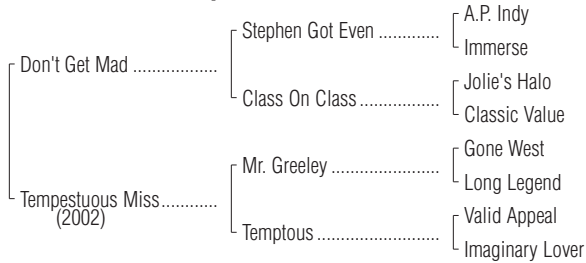 A.P. Indy
Stephen Got Even .............
Immerse
Don't Get Mad ..................
Jolie's Halo
Class On Class .................
Classic Value
Gone West
Mr. Greeley .......................
Long Legend
Tempestuous Miss............
(2002)
Valid Appeal
Temptous ..........................
Imaginary Lover